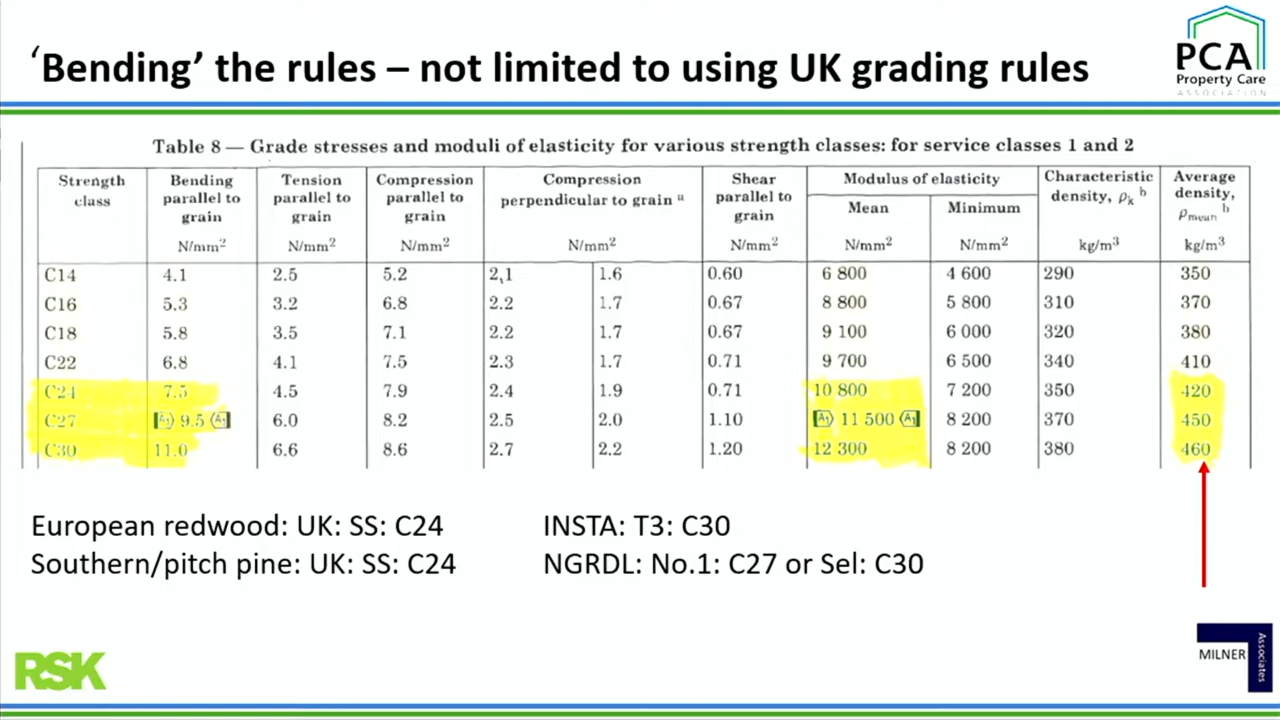 ‘Bending’ the rules – not limited to using UK grading rules
PCA
Property Care
ASSOCIATION
Table 8 — Grade stresses and moduli of elasticity for various strength classes: for service classes 1 and 2
Strength class Bending parallel to grain Tension parallel to grain Compression parallel to grain Compression perpendicular to grain a Shear parallel to grain Modulus of elasticity Characteristic density, ρk b Average density, ρmean b
Mean Minimum
N/mm² N/mm² N/mm² N/mm² N/mm² N/mm² N/mm² kg/m³ kg/m³
C14 4.1 2.5 5.2 2,1 1.6 0.60 6 800 4 600 290 350
C16 5.3 3.2 6.8 2.2 1.7 0.67 8 800 5 800 310 370
C18 5.8 3.5 7.1 2.2 1.7 0.67 9 100 6 000 320 380
C22 6.8 4.1 7.5 2.3 1.7 0.71 9 700 6 500 340 410
C24 7.5 4.5 7.9 2.4 1.9 0.71 10 800 7 200 350 420
C27 A1 9.5 A1 6.0 8.2 2.5 2.0 1.10 A1 11 500 A1 8 200 370 450
C30 11.0 6.6 8.6 2.7 2.2 1.20 12 300 8 200 380 460
European redwood: UK: SS: C24 INSTA: T3: C30
Southern/pitch pine: UK: SS: C24 NGRDL: No.1: C27 or Sel: C30
RSK
MILNER
Associates